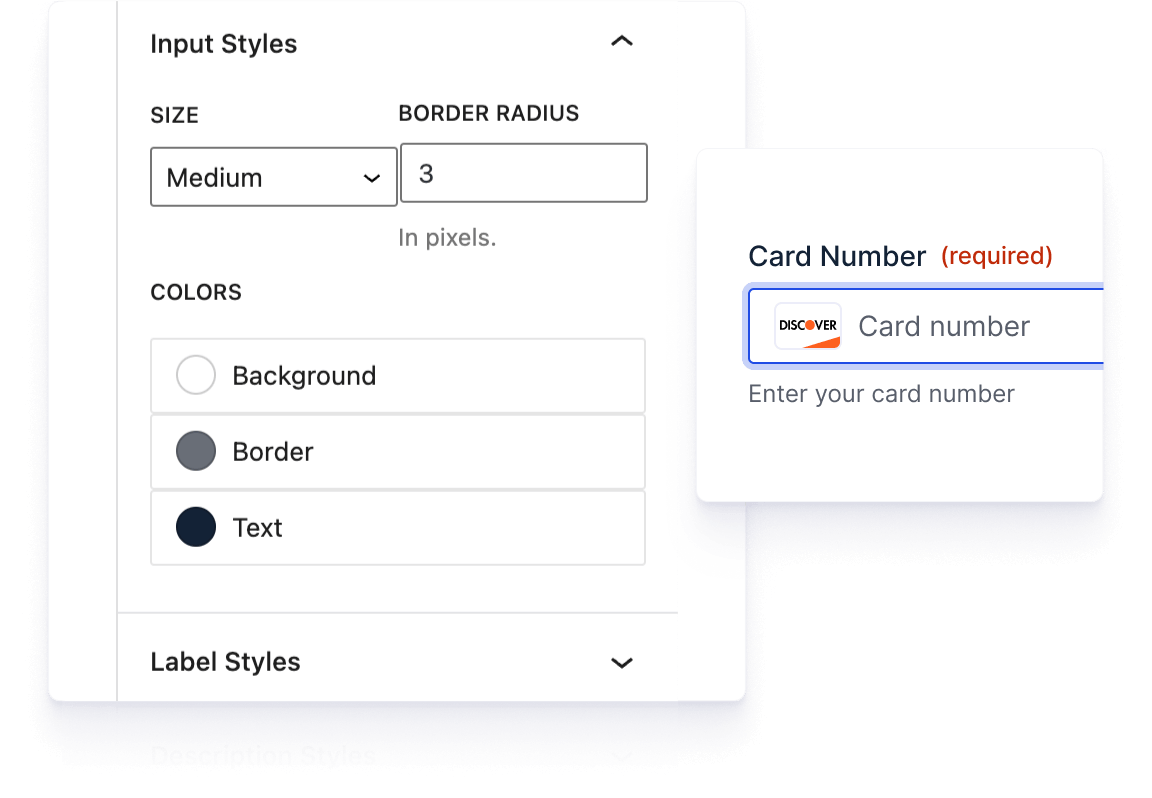 Input Styles
SIZE
BORDER RADIUS
Medium
3
In pixels.
COLORS
Background
Border
Text
Label Styles
Description Styles
Card Number (required)
DISCOVER
Card number
Enter your card number